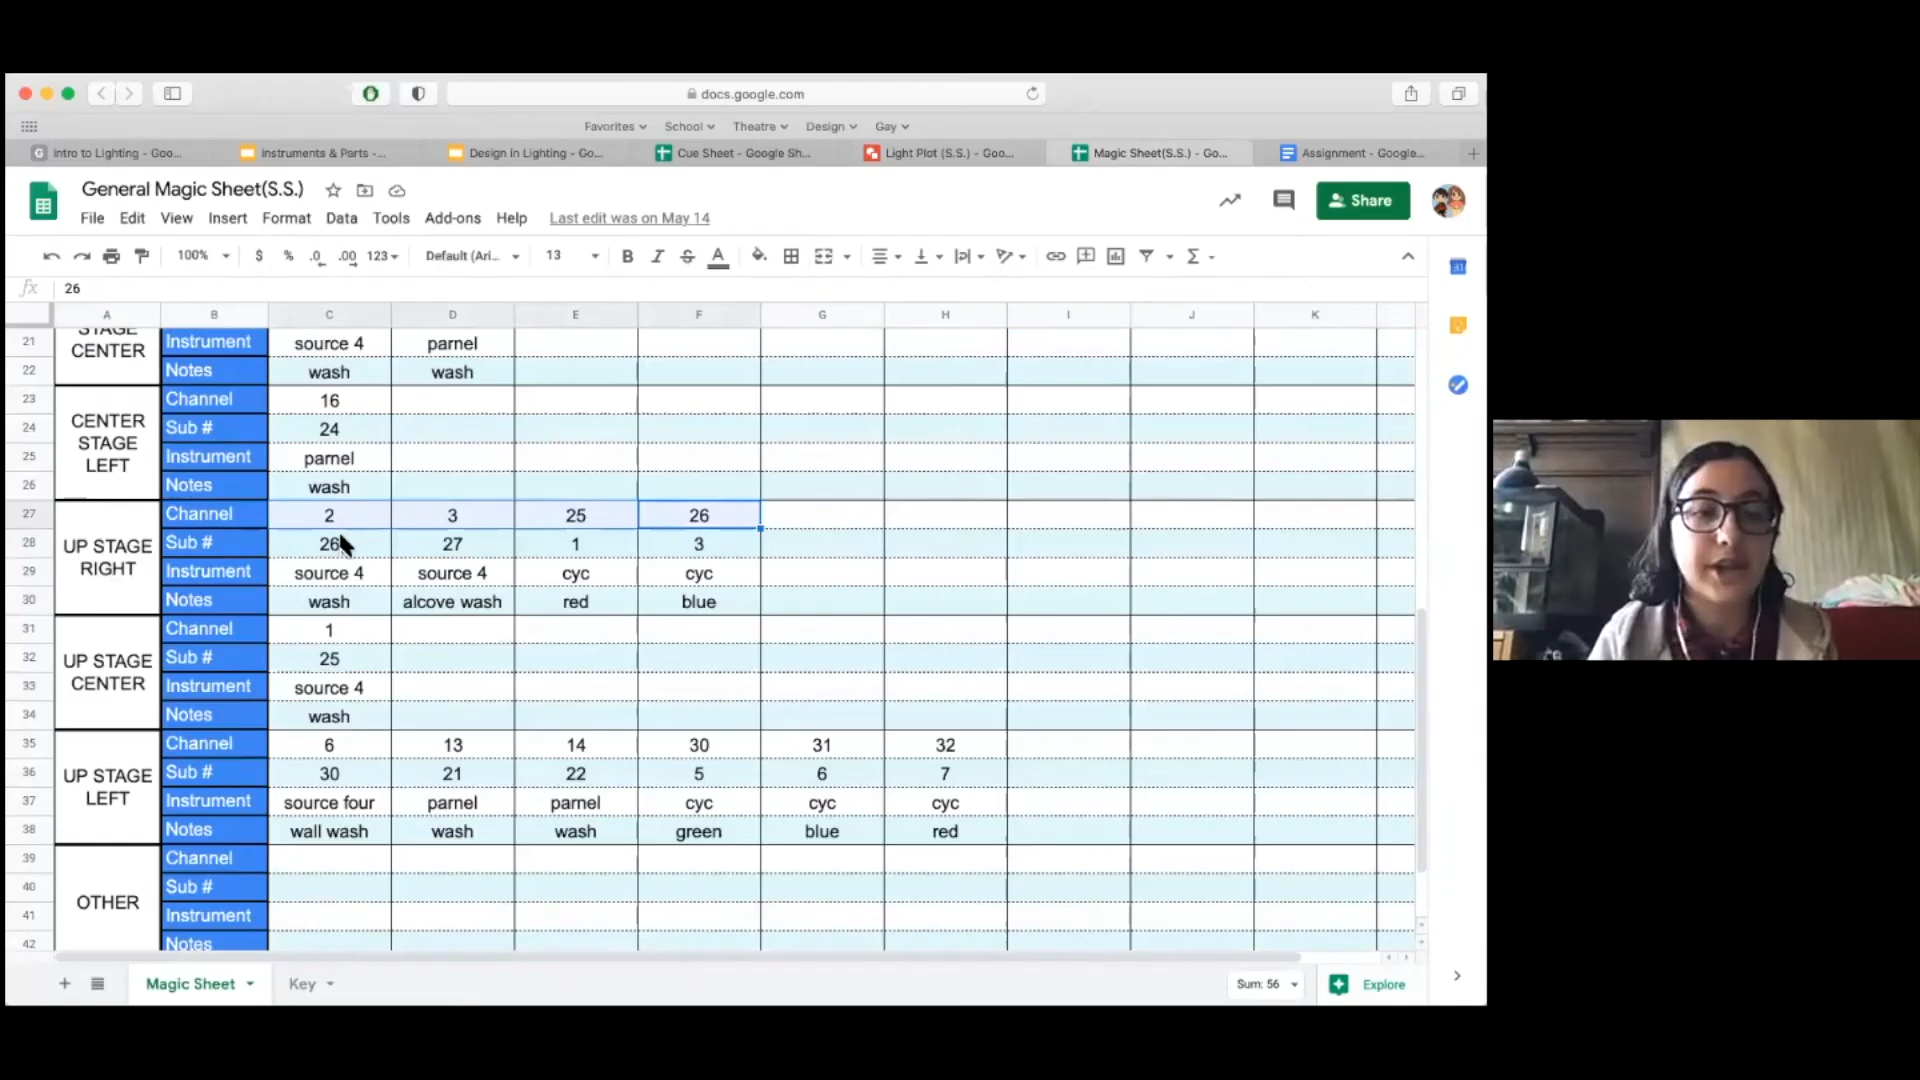 docs.google.com
Favorites School Theatre Design Gay
Intro to Lighting - Goo... Instruments & Parts -... Design in Lighting - Go... Cue Sheet - Google Sh... Light Plot (S.S.) - Goo... Magic Sheet(S.S.) - Go... Assignment - Google...
General Magic Sheet(S.S.)
File Edit View Insert Format Data Tools Add-ons Help Last edit was on May 14
Share
100% $ % .0 .00 123 Default (Ari... 13 B I S A
fx 26
A B C D E F G H I J K
21 STAGE CENTER Instrument source 4 parnel
22 Notes wash wash
23 Channel 16
24 CENTER STAGE LEFT Sub # 24
25 Instrument parnel
26 Notes wash
27 Channel 2 3 25 26
28 UP STAGE RIGHT Sub # 26 27 1 3
29 Instrument source 4 source 4 cyc cyc
30 Notes wash alcove wash red blue
31 Channel 1
32 UP STAGE CENTER Sub # 25
33 Instrument source 4
34 Notes wash
35 Channel 6 13 14 30 31 32
36 UP STAGE LEFT Sub # 30 21 22 5 6 7
37 Instrument source four parnel parnel cyc cyc cyc
38 Notes wall wash wash wash green blue red
39 Channel
40 OTHER Sub #
41 Instrument
42 Notes
Magic Sheet Key Sum: 56 Explore